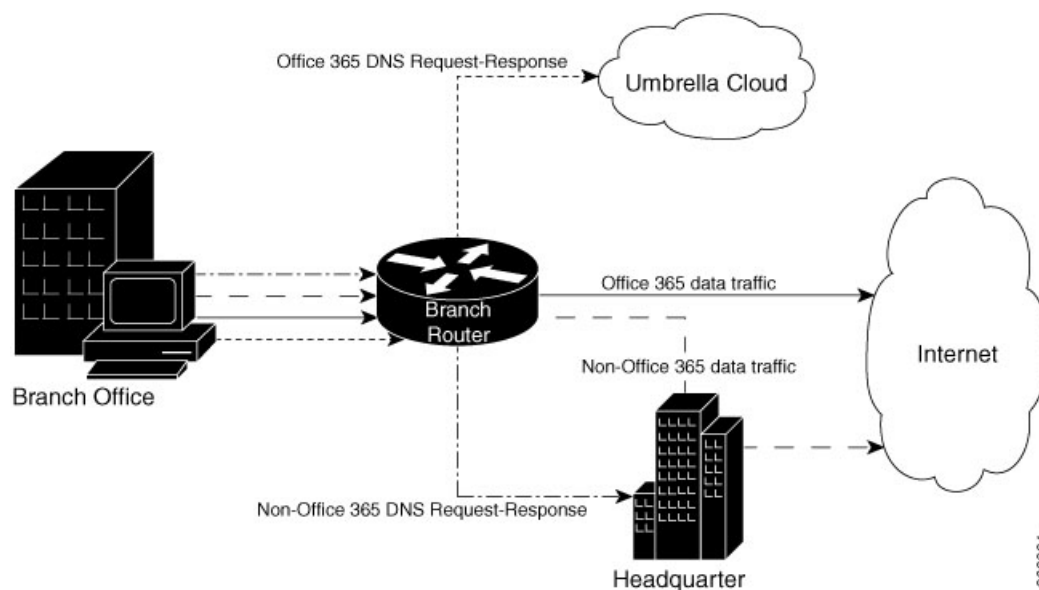 Office 365 DNS Request-Response
Umbrella Cloud
Branch
Router
Office 365 data traffic
Internet
Non-Office 365 data traffic
Branch Office
Non-Office 365 DNS Request-Response
Headquarter